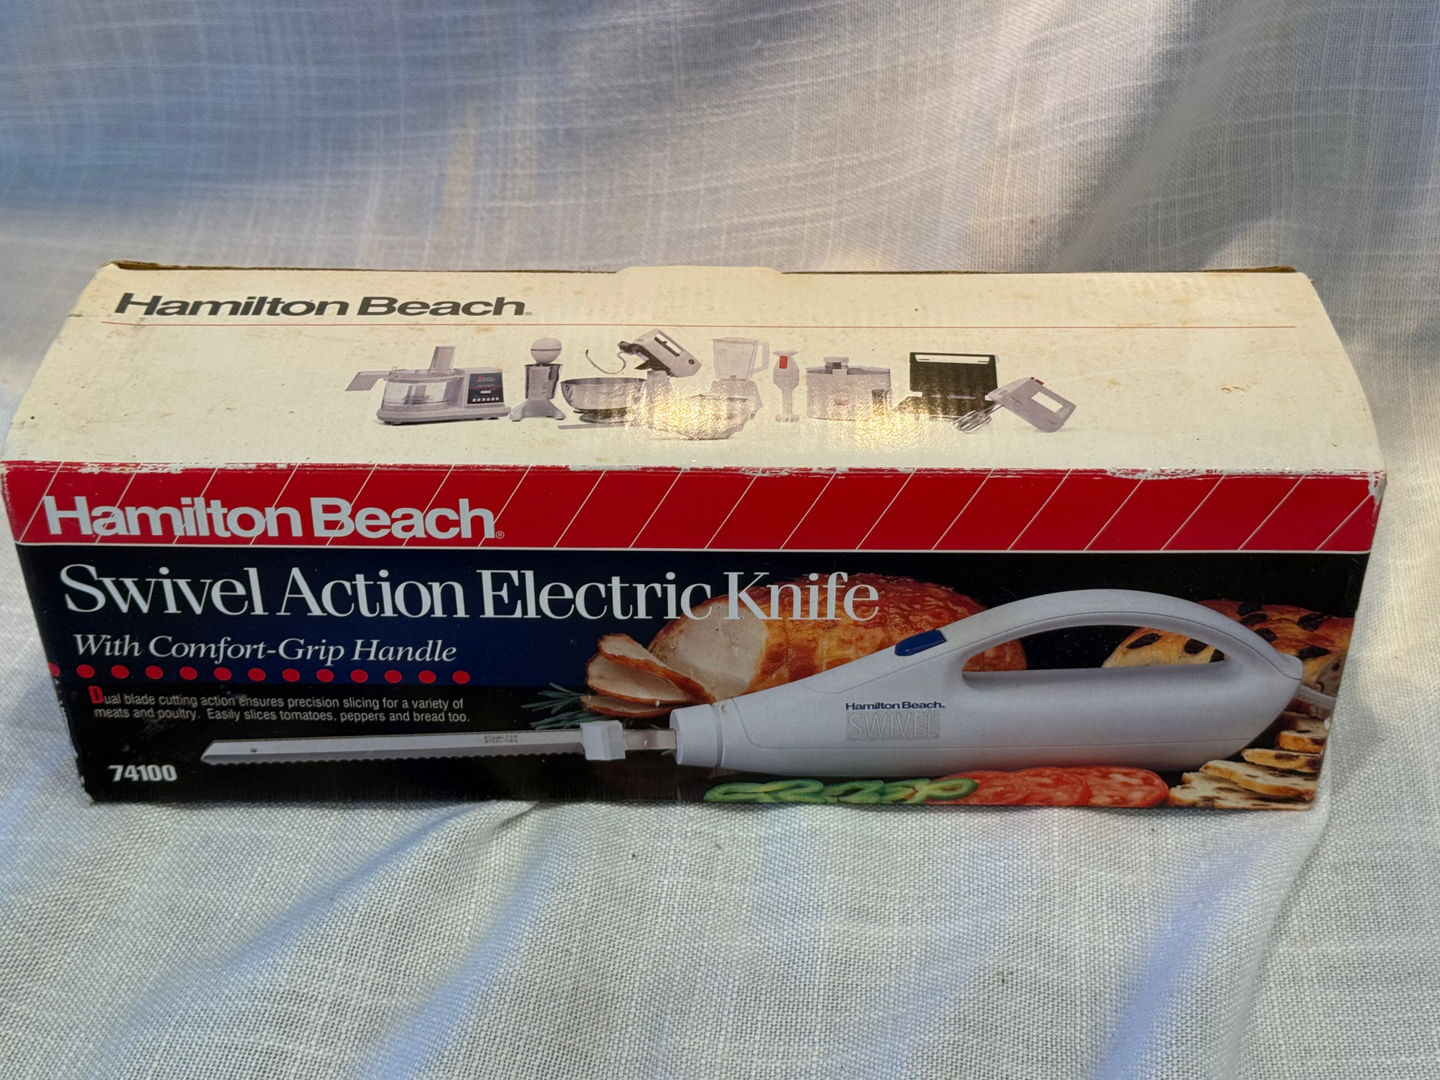 Hamilton Beach
Hamilton Beach®
Swivel Action Electric Knife
With Comfort-Grip Handle
Dual blade cutting action ensures precision slicing for a variety of
meats and poultry. Easily slices tomatoes, peppers and bread too.
Hamilton Beach®
SWIVEL
74100